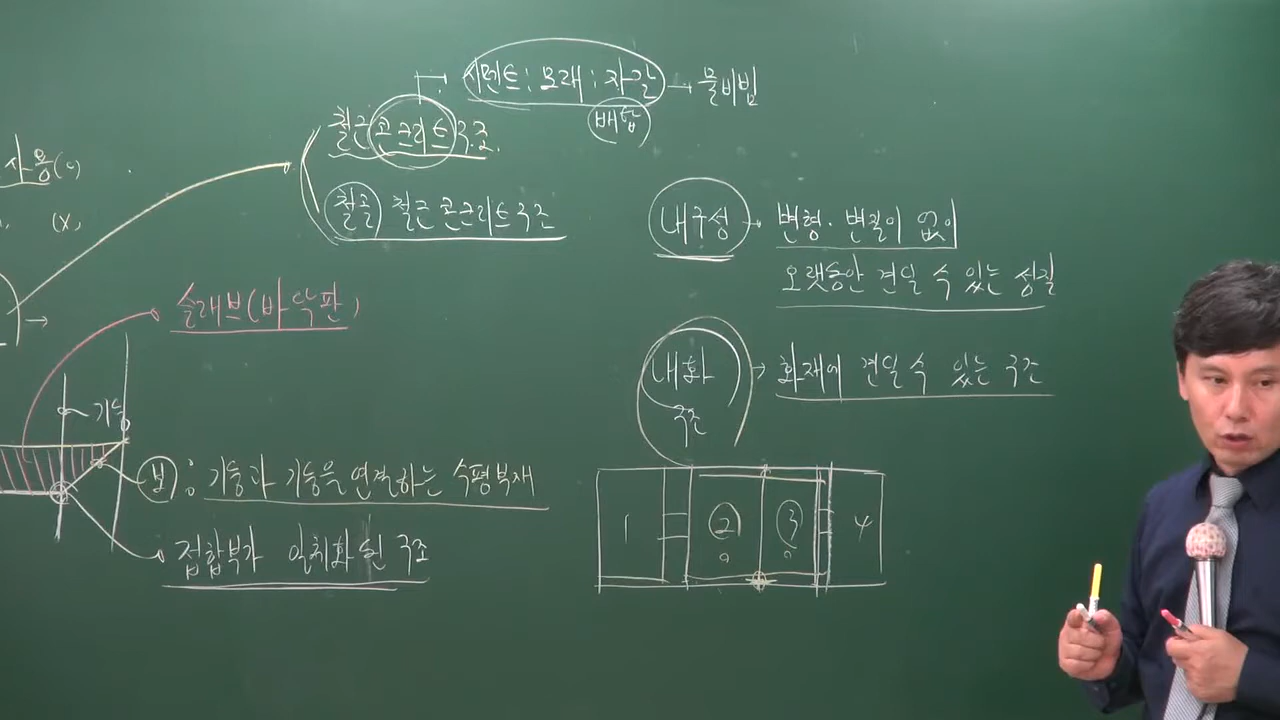 시멘트 : 모래 : 자갈 → 물비빔
배합
철근콘크리트구조.
철골 철근콘크리트구조
사용(o)
(x)
내구성 → 변형·변질이 없이
오랫동안 견딜 수 있는 성질
슬래브(바닥판)
내화
구조
→ 화재에 견딜 수 있는 구조
기둥
보 : 기둥과 기둥을 연결하는 수평부재
접합부가 일체화된 구조
1 ② ③ 4